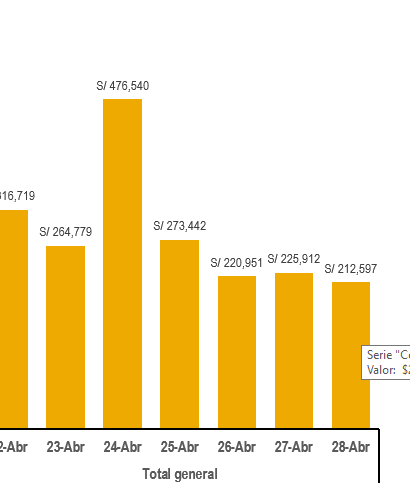 S/ 476,540
316,719
S/ 264,779
S/ 273,442
S/ 220,951
S/ 225,912
S/ 212,597
Serie "C
Valor: $2
2-Abr 23-Abr 24-Abr 25-Abr 26-Abr 27-Abr 28-Abr
Total general